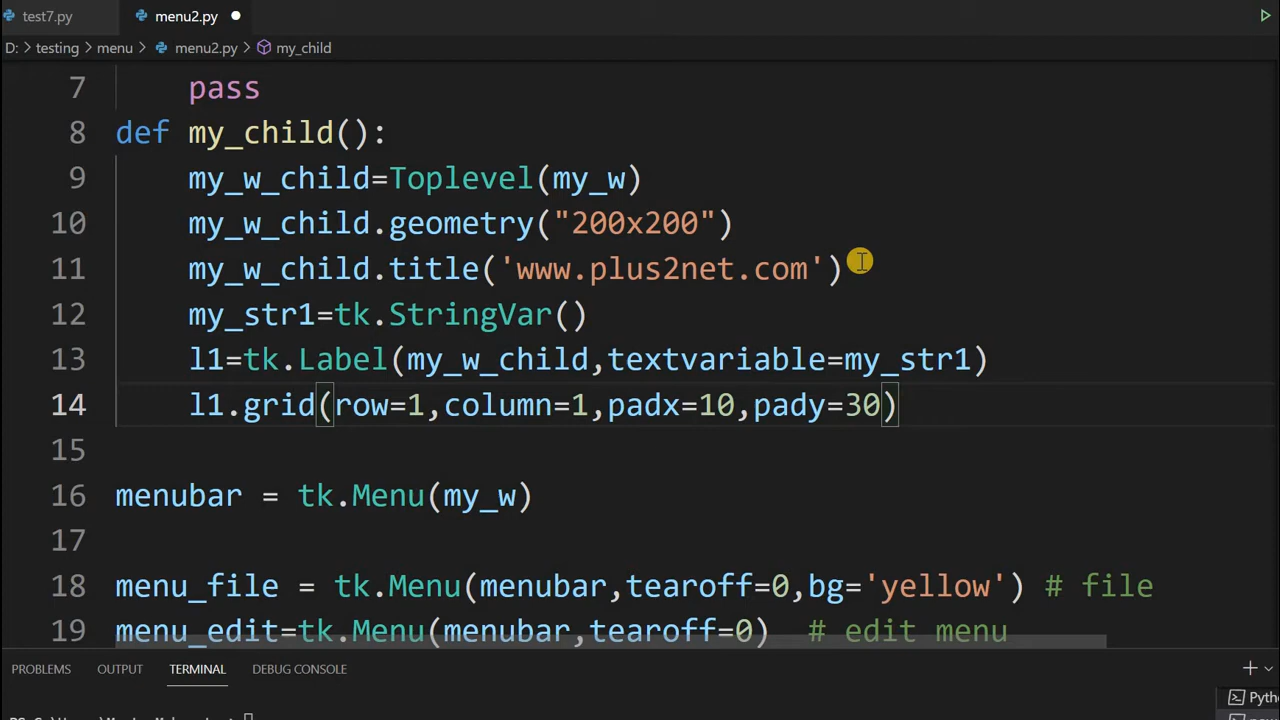 test7.py menu2.py
D: > testing > menu > menu2.py > my_child
7 pass
8 def my_child():
9 my_w_child=Toplevel(my_w)
10 my_w_child.geometry("200x200")
11 my_w_child.title('www.plus2net.com')
12 my_str1=tk.StringVar()
13 l1=tk.Label(my_w_child,textvariable=my_str1)
14 l1.grid(row=1,column=1,padx=10,pady=30)
15
16 menubar = tk.Menu(my_w)
17
18 menu_file = tk.Menu(menubar,tearoff=0,bg='yellow') # file
19 menu_edit=tk.Menu(menubar,tearoff=0) # edit menu
PROBLEMS OUTPUT TERMINAL DEBUG CONSOLE